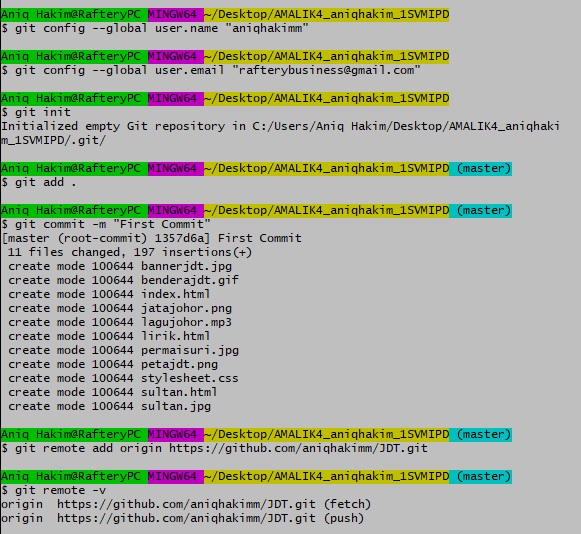 Aniq Hakim@RafteryPC MINGW64 ~/Desktop/AMALIK4_aniqhakim_1SVMIPD
$ git config --global user.name "aniqhakimm"
Aniq Hakim@RafteryPC MINGW64 ~/Desktop/AMALIK4_aniqhakim_1SVMIPD
$ git config --global user.email "rafterybusiness@gmail.com"
Aniq Hakim@RafteryPC MINGW64 ~/Desktop/AMALIK4_aniqhakim_1SVMIPD
$ git init
Initialized empty Git repository in C:/Users/Aniq Hakim/Desktop/AMALIK4_aniqhaki
m_1SVMIPD/.git/
Aniq Hakim@RafteryPC MINGW64 ~/Desktop/AMALIK4_aniqhakim_1SVMIPD (master)
$ git add .
Aniq Hakim@RafteryPC MINGW64 ~/Desktop/AMALIK4_aniqhakim_1SVMIPD (master)
$ git commit -m "First Commit"
[master (root-commit) 1357d6a] First Commit
 11 files changed, 197 insertions(+)
 create mode 100644 bannerjdt.jpg
 create mode 100644 benderajdt.gif
 create mode 100644 index.html
 create mode 100644 jatajohor.png
 create mode 100644 lagujohor.mp3
 create mode 100644 lirik.html
 create mode 100644 permaisuri.jpg
 create mode 100644 petajdt.png
 create mode 100644 stylesheet.css
 create mode 100644 sultan.html
 create mode 100644 sultan.jpg
Aniq Hakim@RafteryPC MINGW64 ~/Desktop/AMALIK4_aniqhakim_1SVMIPD (master)
$ git remote add origin https://github.com/aniqhakimm/JDT.git
Aniq Hakim@RafteryPC MINGW64 ~/Desktop/AMALIK4_aniqhakim_1SVMIPD (master)
$ git remote -v
origin  https://github.com/aniqhakimm/JDT.git (fetch)
origin  https://github.com/aniqhakimm/JDT.git (push)